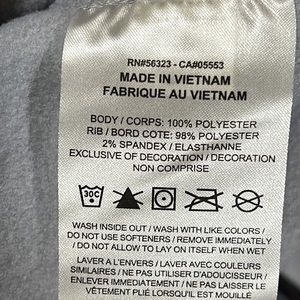 RN#56323 - CA#05553
MADE IN VIETNAM
FABRIQUE AU VIETNAM
BODY / CORPS: 100% POLYESTER
RIB / BORD COTE: 98% POLYESTER
2% SPANDEX / ELASTHANNE
EXCLUSIVE OF DECORATION / DECORATION
NON COMPRISE
30C
WASH INSIDE OUT / WASH WITH LIKE COLORS /
DO NOT USE SOFTENERS / REMOVE IMMEDIATELY
/ DO NOT TO LAY ON ITSELF WHEN WET
LAVER A L'ENVERS / LAVER AVEC COULEURS
SIMILAIRES / NE PAS UTILISER D'ADOUCISSEUR /
ENLEVER IMMEDIATEMENT / NE PAS LAISSER LE
VÊTEMENT PLIÉ LORSQU'IL EST HUMIDE